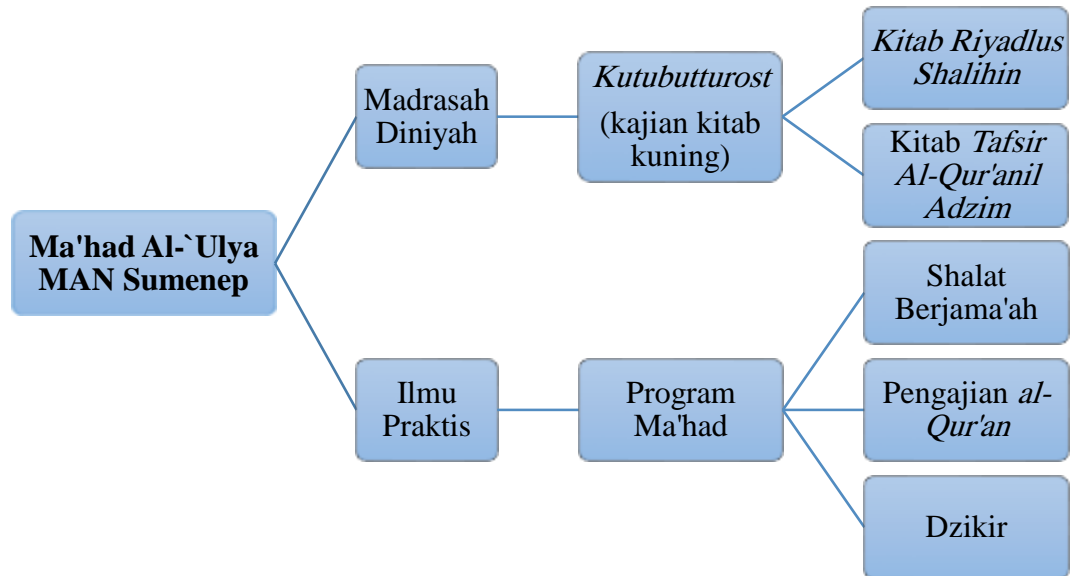 Ma'had Al-`Ulya
MAN Sumenep
Madrasah
Diniyah
Kutubutturost
(kajian kitab
kuning)
Kitab Riyadlus
Shalihin
Kitab Tafsir
Al-Qur'anil
Adzim
Ilmu
Praktis
Program
Ma'had
Shalat
Berjama'ah
Pengajian al-
Qur'an
Dzikir